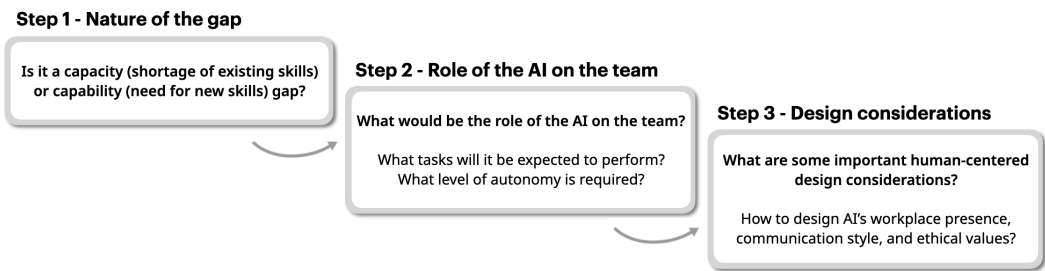 Step 1 - Nature of the gap
Is it a capacity (shortage of existing skills)
or capability (need for new skills) gap?
Step 2 - Role of the AI on the team
What would be the role of the AI on the team?
What tasks will it be expected to perform?
What level of autonomy is required?
Step 3 - Design considerations
What are some important human-centered
design considerations?
How to design AI's workplace presence,
communication style, and ethical values?